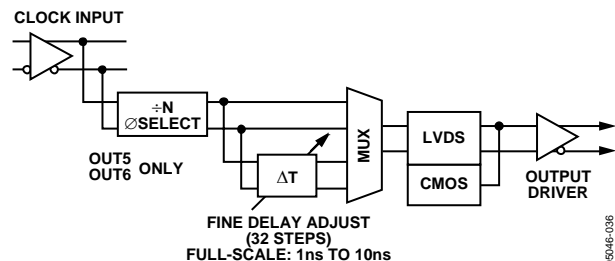 CLOCK INPUT
÷N
∅SELECT
OUT5
OUT6 ONLY
MUX
LVDS
CMOS
OUTPUT
DRIVER
ΔT
FINE DELAY ADJUST
(32 STEPS)
FULL-SCALE: 1ns TO 10ns
5046-036